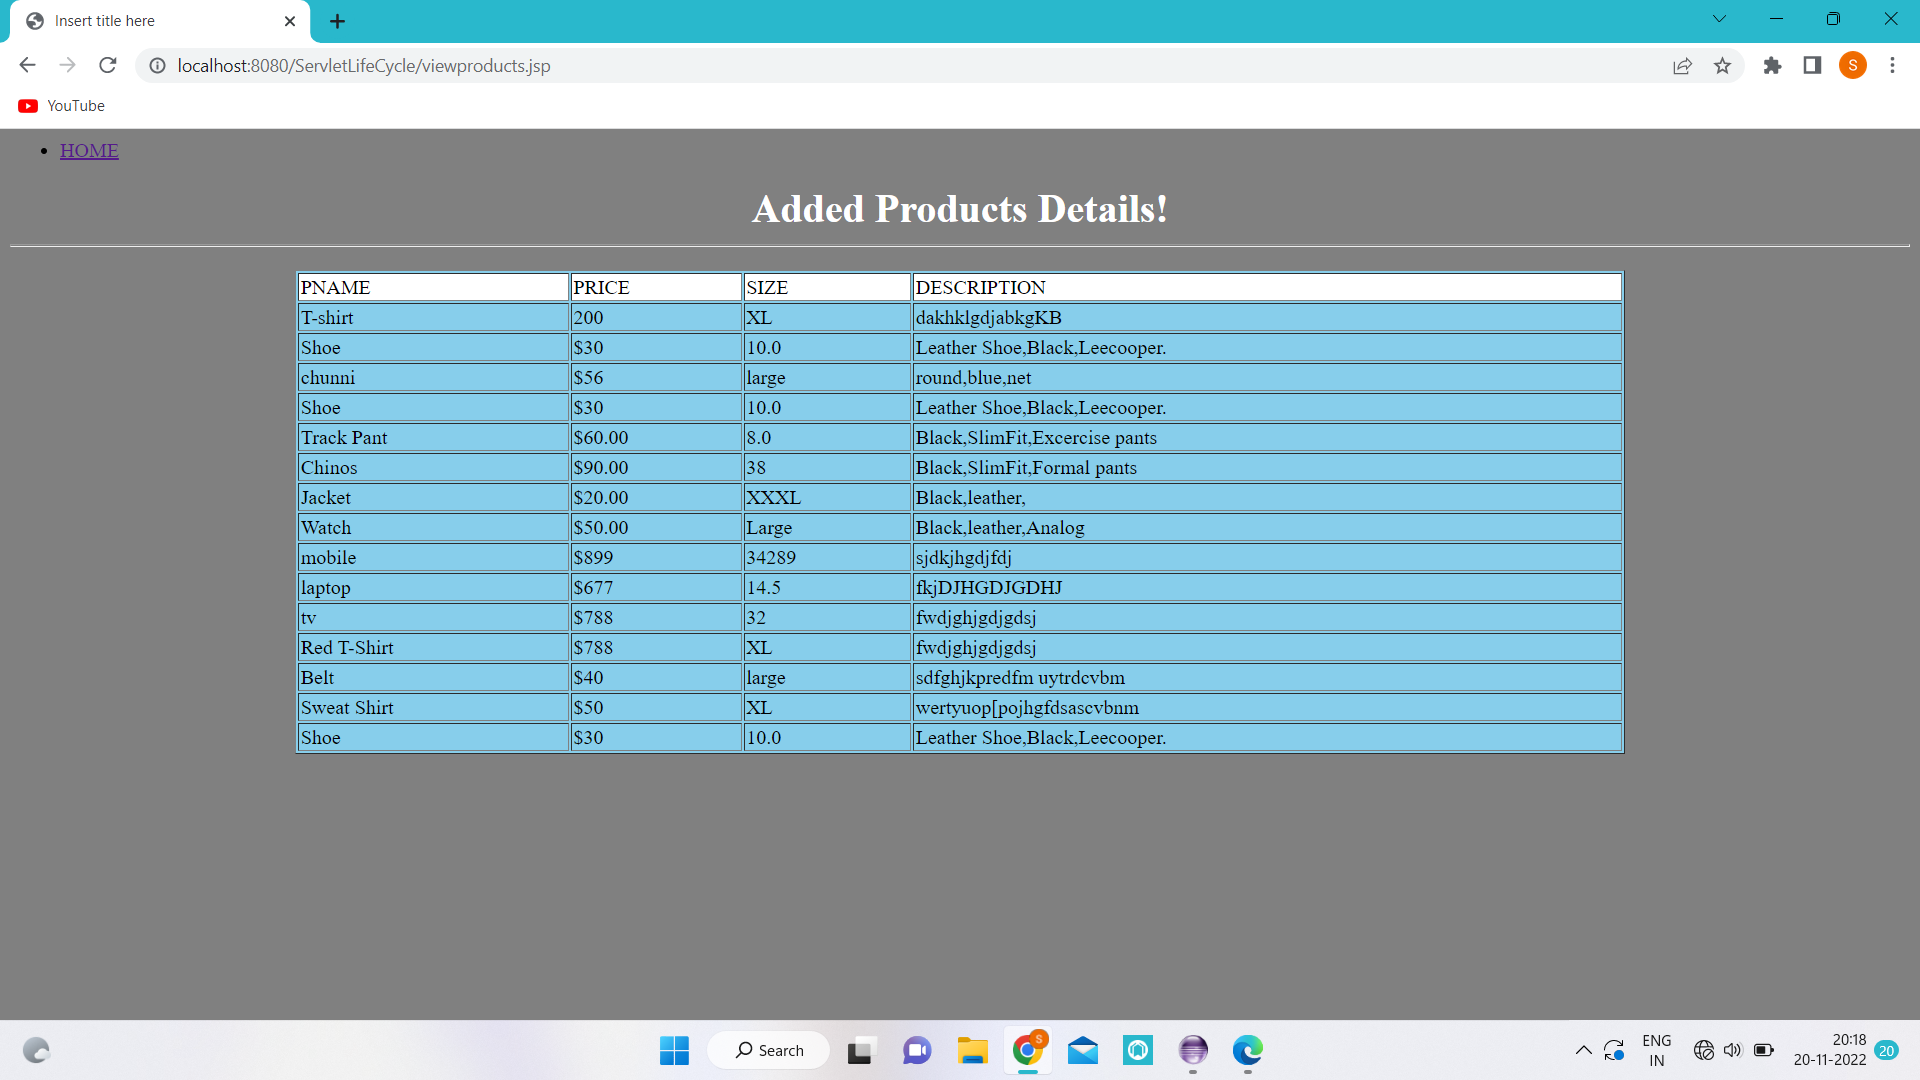 Insert title here
localhost:8080/ServletLifeCycle/viewproducts.jsp
S
YouTube
HOME
Added Products Details!
PNAME PRICE SIZE DESCRIPTION
T-shirt 200 XL dakhklgdjabkgKB
Shoe $30 10.0 Leather Shoe,Black,Leecooper.
chunni $56 large round,blue,net
Shoe $30 10.0 Leather Shoe,Black,Leecooper.
Track Pant $60.00 8.0 Black,SlimFit,Excercise pants
Chinos $90.00 38 Black,SlimFit,Formal pants
Jacket $20.00 XXXL Black,leather,
Watch $50.00 Large Black,leather,Analog
mobile $899 34289 sjdkjhgdjfdj
laptop $677 14.5 fkjDJHGDJGDHJ
tv $788 32 fwdjghjgdjgdsj
Red T-Shirt $788 XL fwdjghjgdjgdsj
Belt $40 large sdfghjkpredfm uytrdcvbm
Sweat Shirt $50 XL wertyuop[pojhgfdsascvbnm
Shoe $30 10.0 Leather Shoe,Black,Leecooper.
Search
S
ENG
IN
20:18
20-11-2022
20